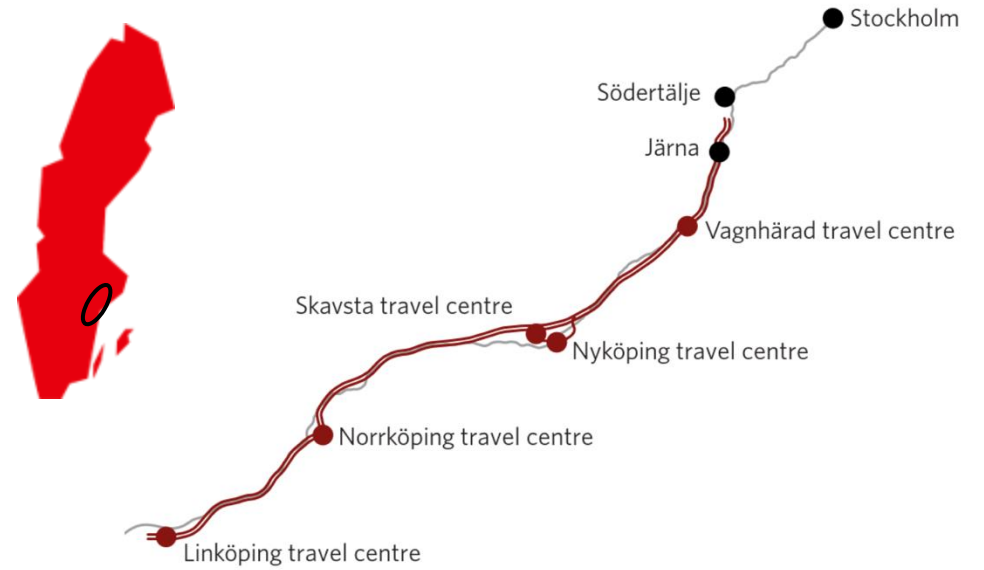 Stockholm
Södertälje
Järna
Vagnhärad travel centre
Skavsta travel centre
Nyköping travel centre
Norrköping travel centre
Linköping travel centre